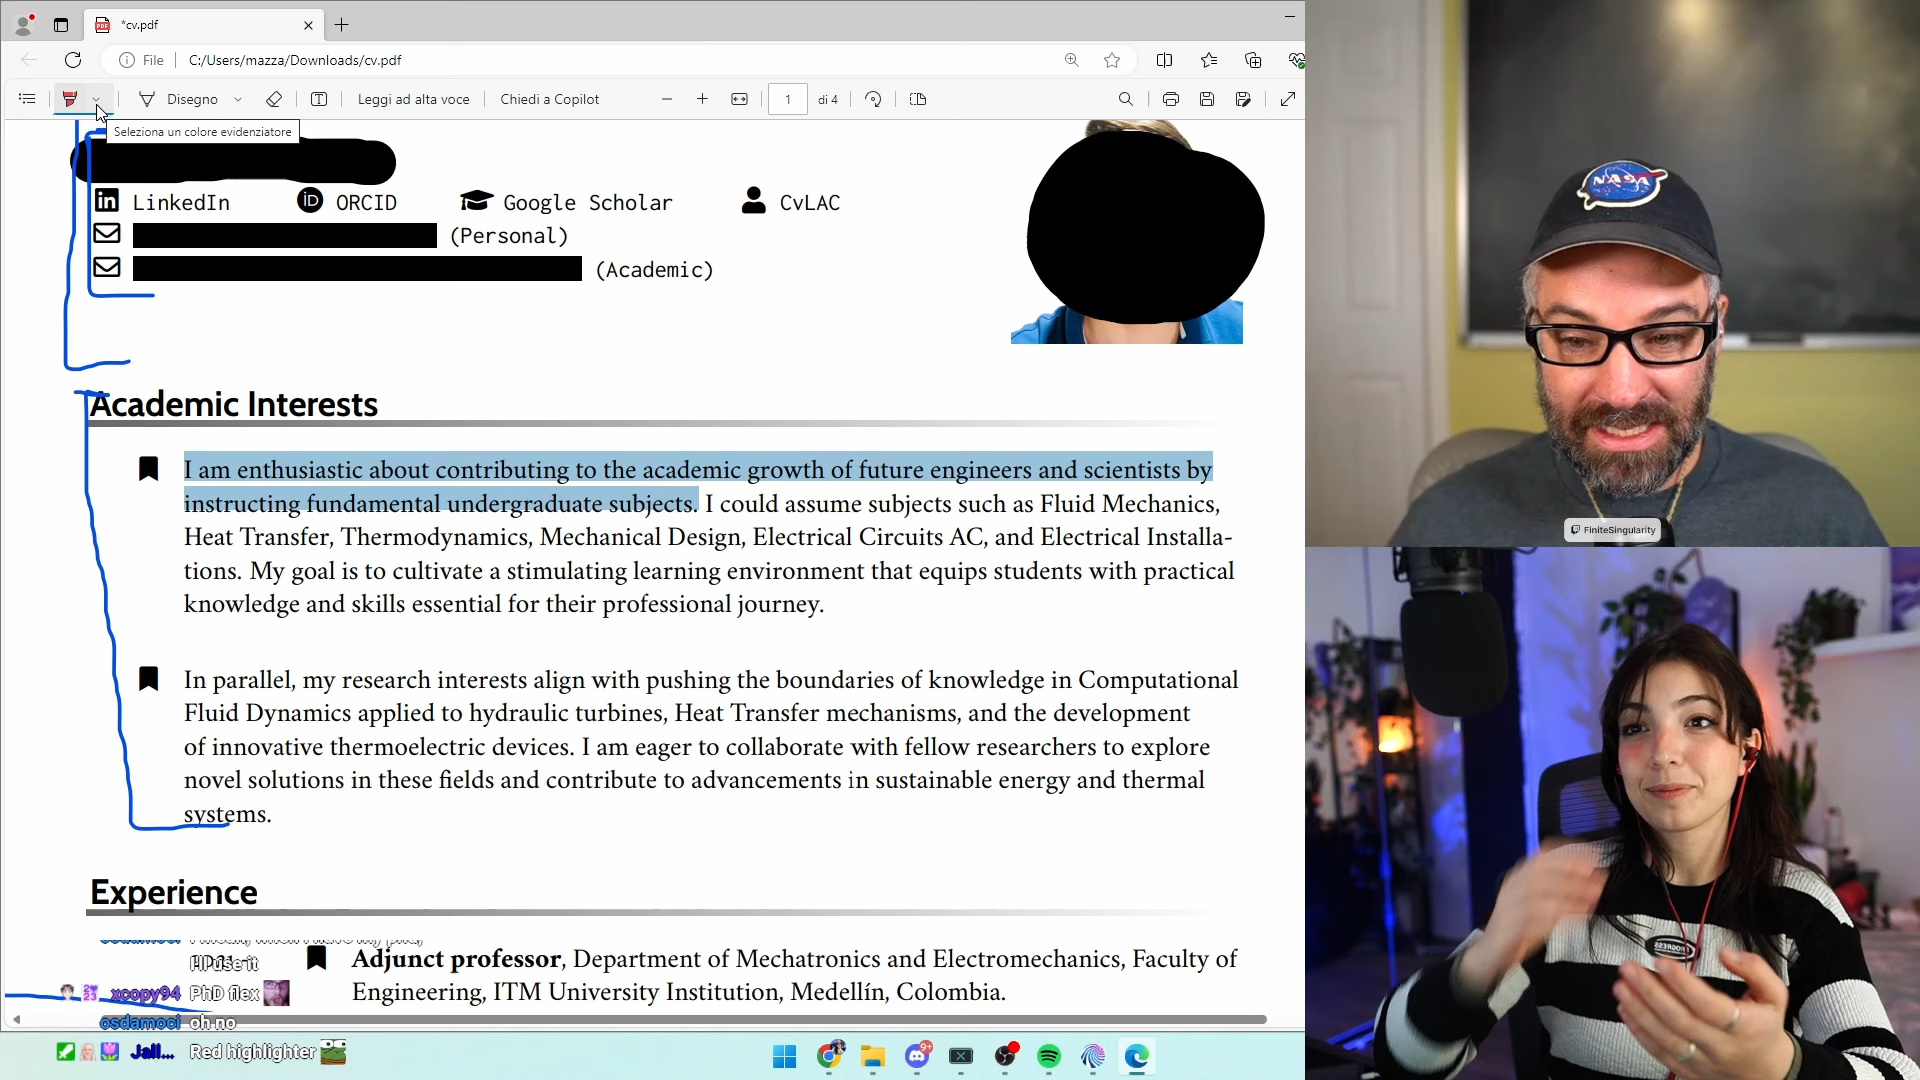 *cv.pdf
File
C:/Users/mazza/Downloads/cv.pdf
Disegno
Leggi ad alta voce
Chiedi a Copilot
1
di 4
Seleziona un colore evidenziatore
LinkedIn
ORCID
Google Scholar
CvLAC
(Personal)
(Academic)
Academic Interests
I am enthusiastic about contributing to the academic growth of future engineers and scientists by
instructing fundamental undergraduate subjects. I could assume subjects such as Fluid Mechanics,
Heat Transfer, Thermodynamics, Mechanical Design, Electrical Circuits AC, and Electrical Installa-
tions. My goal is to cultivate a stimulating learning environment that equips students with practical
knowledge and skills essential for their professional journey.
In parallel, my research interests align with pushing the boundaries of knowledge in Computational
Fluid Dynamics applied to hydraulic turbines, Heat Transfer mechanisms, and the development
of innovative thermoelectric devices. I am eager to collaborate with fellow researchers to explore
novel solutions in these fields and contribute to advancements in sustainable energy and thermal
systems.
Experience
Adjunct professor, Department of Mechatronics and Electromechanics, Faculty of
Engineering, ITM University Institution, Medellín, Colombia.
xcopy94 PhD flex
osdamoci oh no
Jall... Red highlighter
9+
NASA
FiniteSingularity